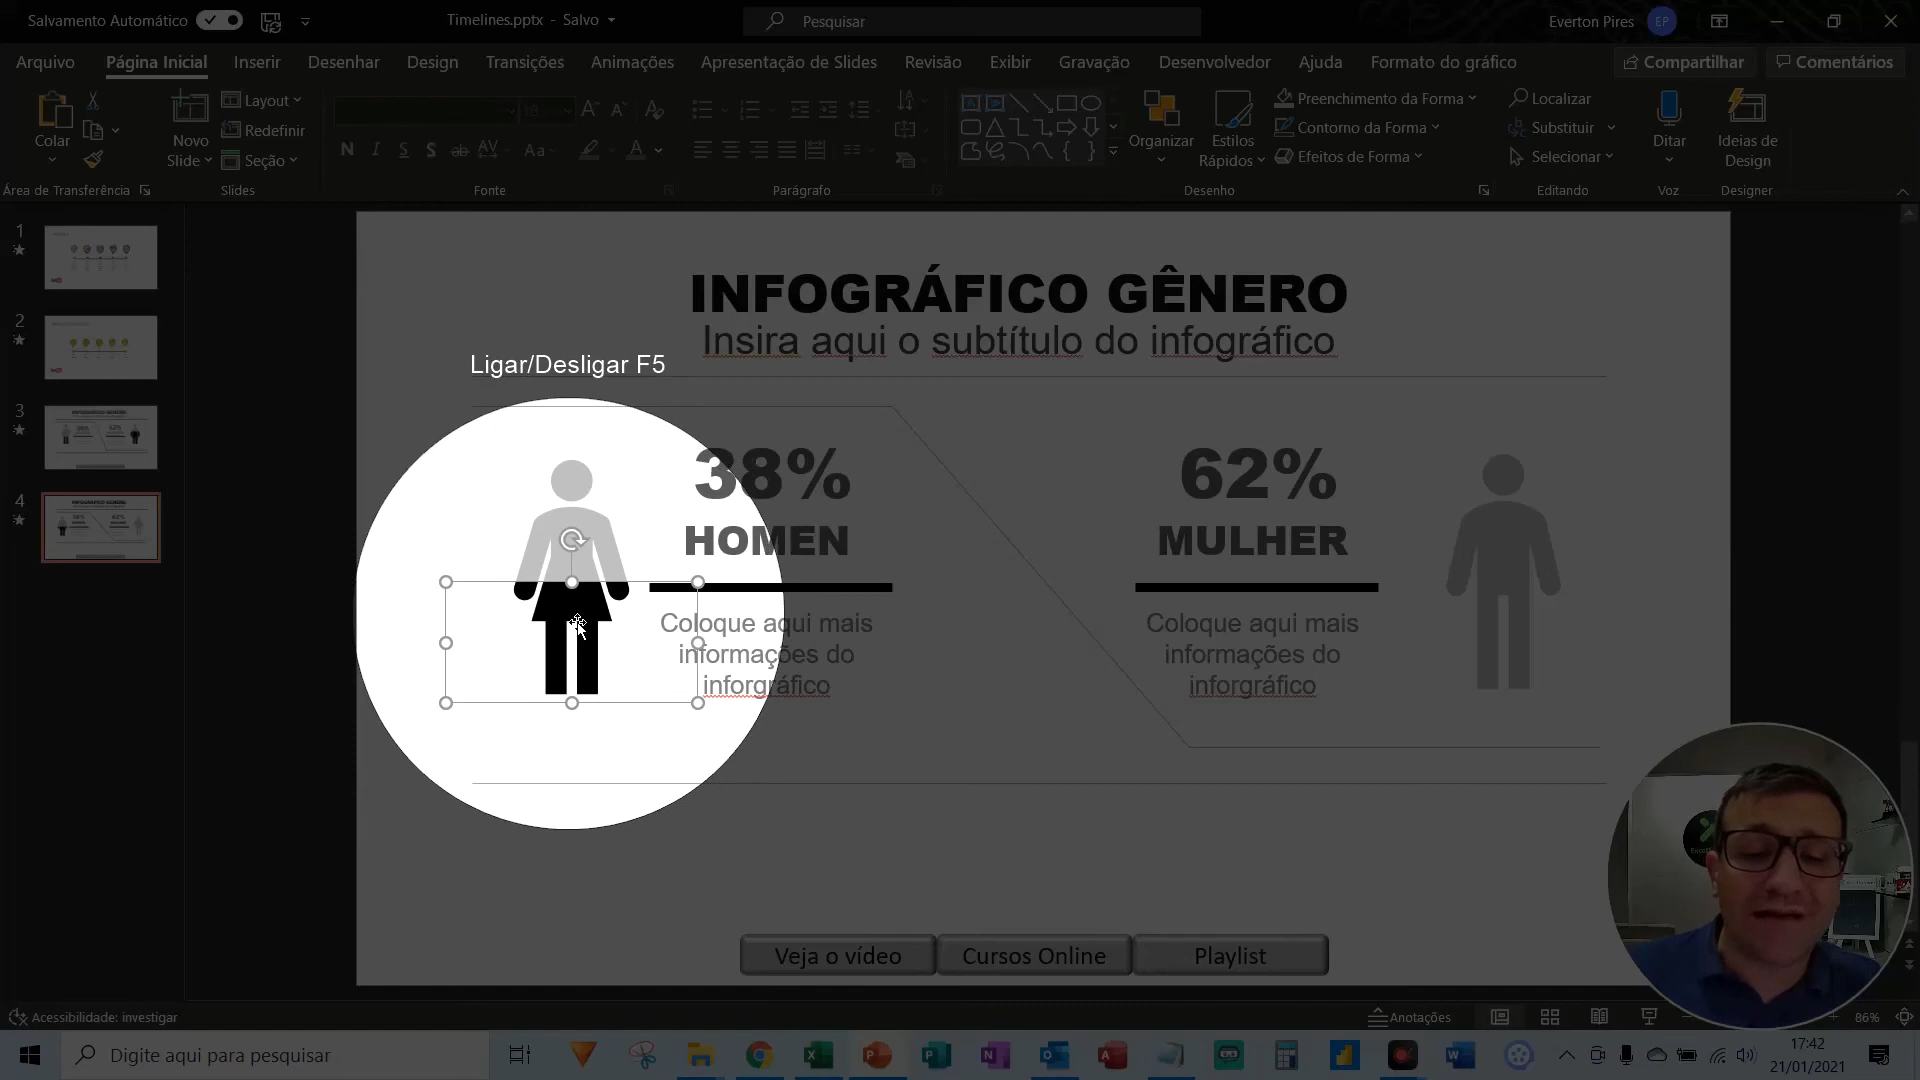 Salvamento Automático
Timelines.pptx - Salvo
Pesquisar
Everton Pires
EP
Arquivo
Página Inicial
Inserir
Desenhar
Design
Transições
Animações
Apresentação de Slides
Revisão
Exibir
Gravação
Desenvolvedor
Ajuda
Formato do gráfico
Compartilhar
Comentários
Colar
Novo
Slide
Layout
Redefinir
Seção
Preenchimento da Forma
Contorno da Forma
Efeitos de Forma
Organizar
Estilos
Rápidos
Localizar
Substituir
Selecionar
Ditar
Ideias de
Design
Área de Transferência
Slides
Fonte
Parágrafo
Desenho
Editando
Voz
Designer
1
2
3
4
INFOGRÁFICO GÊNERO
Insira aqui o subtítulo do infográfico
Ligar/Desligar F5
38%
HOMEN
Coloque aqui mais
informações do
inforgráfico
62%
MULHER
Coloque aqui mais
informações do
inforgráfico
Veja o vídeo
Cursos Online
Playlist
Acessibilidade: investigar
Anotações
86%
Digite aqui para pesquisar
17:42
21/01/2021